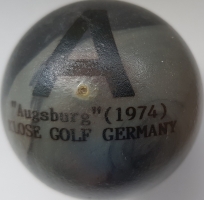 A
"Augsburg"(1974)
KLOSE GOLF GERMANY